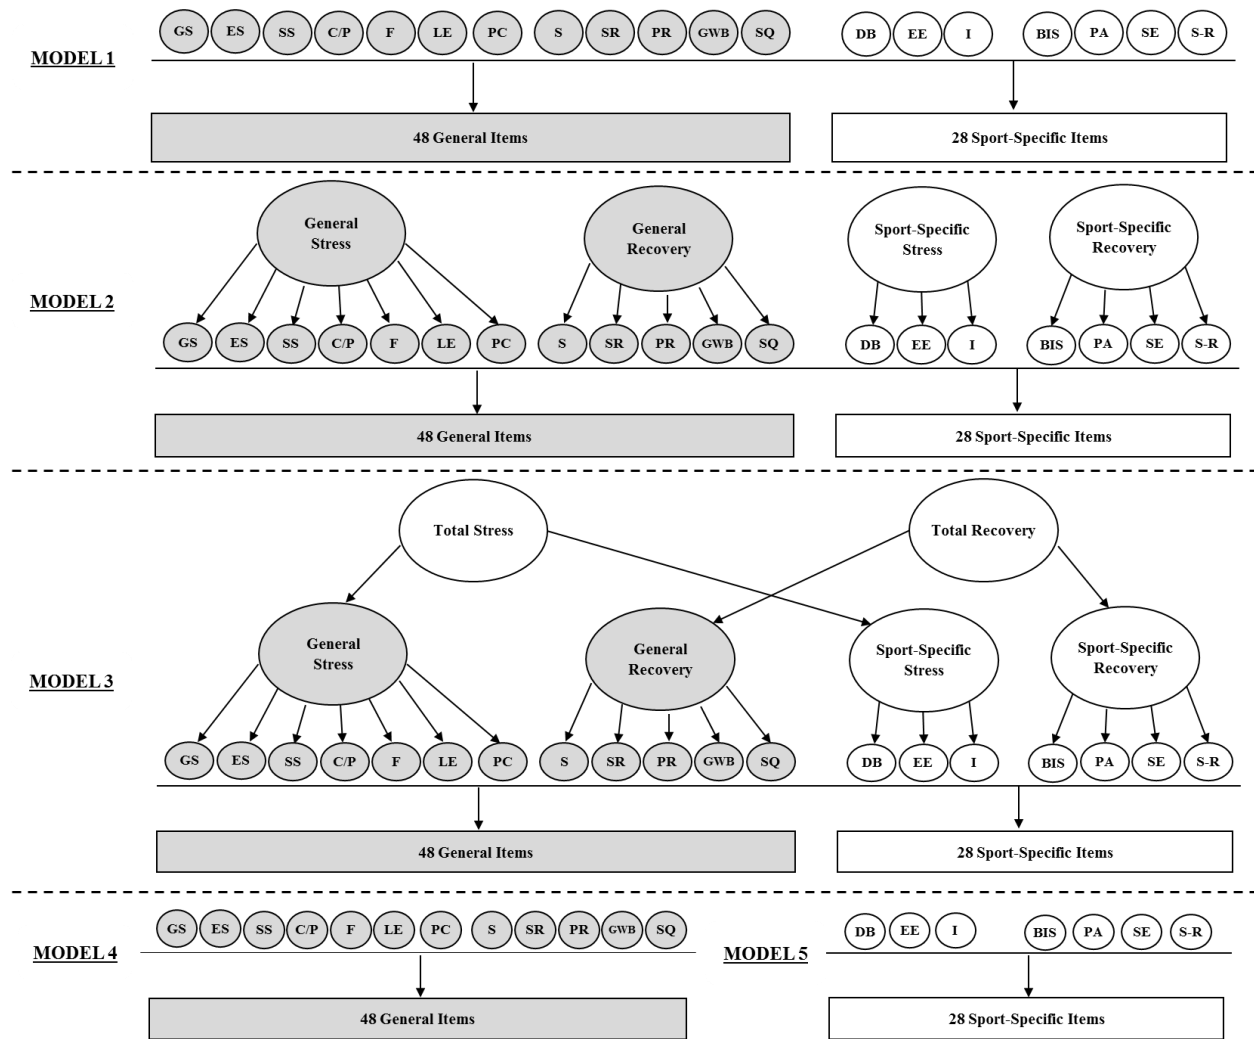 GS ES SS C/P F LE PC S SR PR GWB SQ DB EE I BIS PA SE S-R
MODEL 1
48 General Items 28 Sport-Specific Items
General
Stress
General
Recovery
Sport-Specific
Stress
Sport-Specific
Recovery
MODEL 2
GS ES SS C/P F LE PC S SR PR GWB SQ DB EE I BIS PA SE S-R
48 General Items 28 Sport-Specific Items
Total Stress Total Recovery
General
Stress
General
Recovery
Sport-Specific
Stress
Sport-Specific
Recovery
MODEL 3
GS ES SS C/P F LE PC S SR PR GWB SQ DB EE I BIS PA SE S-R
48 General Items 28 Sport-Specific Items
GS ES SS C/P F LE PC S SR PR GWB SQ
MODEL 4
48 General Items
DB EE I BIS PA SE S-R
MODEL 5
28 Sport-Specific Items